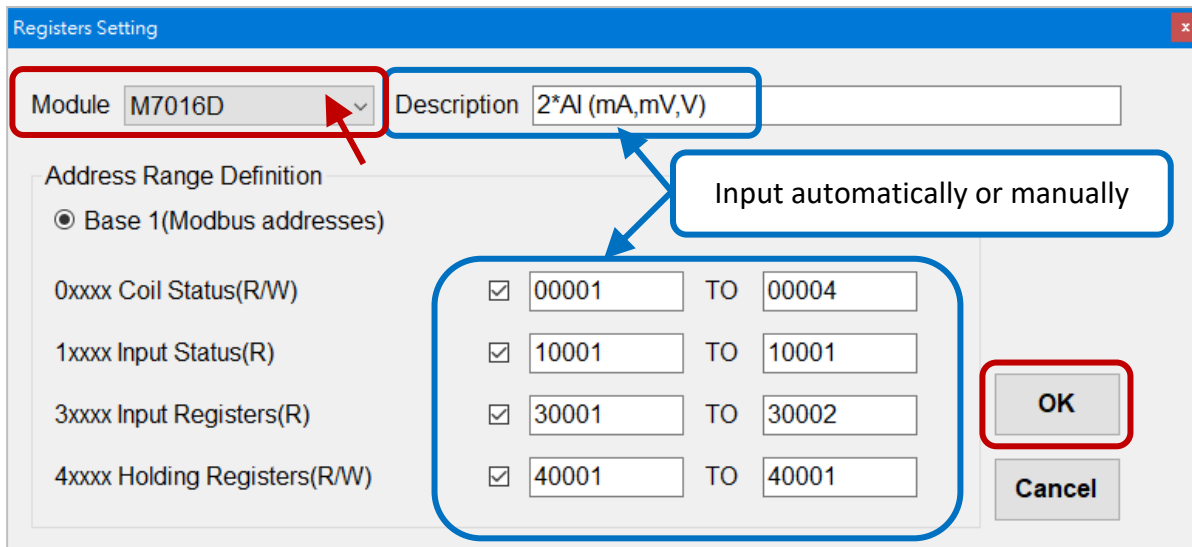 Registers Setting
x
Module M7016D Description 2*AI (mA,mV,V)
Address Range Definition
Input automatically or manually
Base 1(Modbus addresses)
0xxxx Coil Status(R/W) 00001 TO 00004
1xxxx Input Status(R) 10001 TO 10001
3xxxx Input Registers(R) 30001 TO 30002
OK
4xxxx Holding Registers(R/W) 40001 TO 40001
Cancel